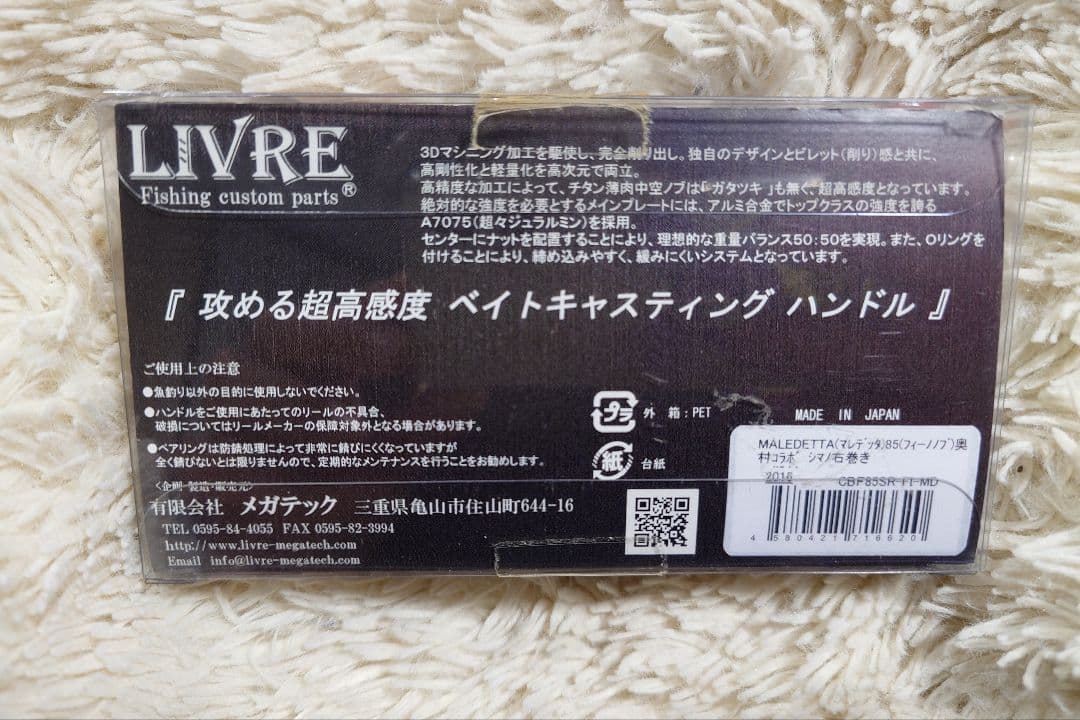 LIVRE
Fishing custom parts®
3Dマシニング加工を駆使し、完全削り出し。独自のデザインとビレット(削り)感と共に、
高剛性化と軽量化を高次元で両立。
高精度な加工によって、チタン薄肉中空ノブは「ガタツキ」も無く、超高感度となっています。
絶対的な強度を必要とするメインプレートには、アルミ合金でトップクラスの強度を誇る
A7075(超々ジュラルミン)を採用。
センターにナットを配置することにより、理想的な重量バランス50:50を実現。また、Oリングを
付けることにより、締め込みやすく、緩みにくいシステムとなっています。
『 攻める超高感度 ベイトキャスティング ハンドル 』
ご使用上の注意
●魚釣り以外の目的に使用しないでください。
●ハンドルをご使用にあたってのリールの不具合、
破損についてはリールメーカーの保障対象外となる場合があります。
●ベアリングは防錆処理によって非常に錆びにくくなっていますが
全く錆びないとは限りませんので、定期的なメンテナンスを行うことをお勧めします。
<企画・製造・販売元>
有限会社 メガテック 三重県亀山市住山町644-16
TEL 0595-84-4055 FAX 0595-82-3994
http://www.livre-megatech.com
Email info@livre-megatech.com
プラ 外 箱:PET
紙 台紙
MADE IN JAPAN
MALEDETTA(マレデッタ)85(フィーノノブ)奥
村コラボ シマノ右巻き
2016 CBF85SR-FI-MD
4 580421 716620